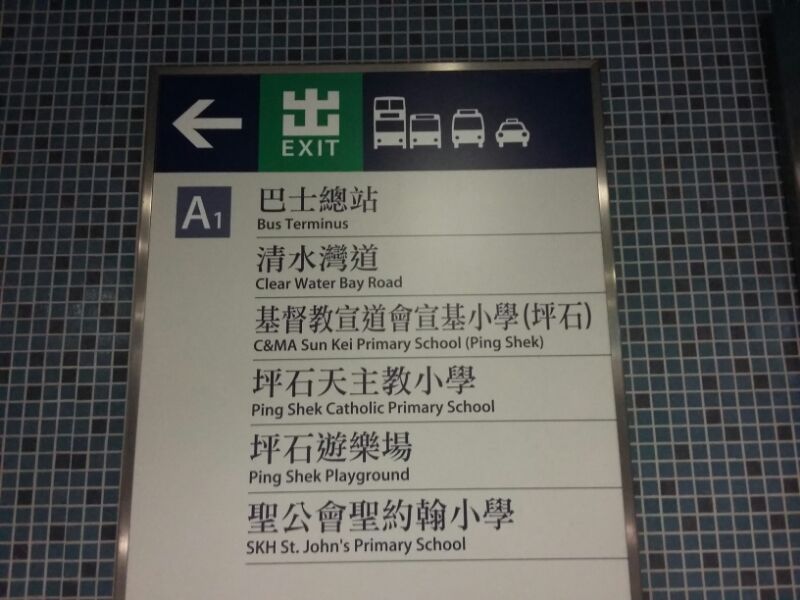 出
EXIT
A1
巴士總站
Bus Terminus
清水灣道
Clear Water Bay Road
基督教宣道會宣基小學(坪石)
C&MA Sun Kei Primary School (Ping Shek)
坪石天主教小學
Ping Shek Catholic Primary School
坪石遊樂場
Ping Shek Playground
聖公會聖約翰小學
SKH St. John's Primary School